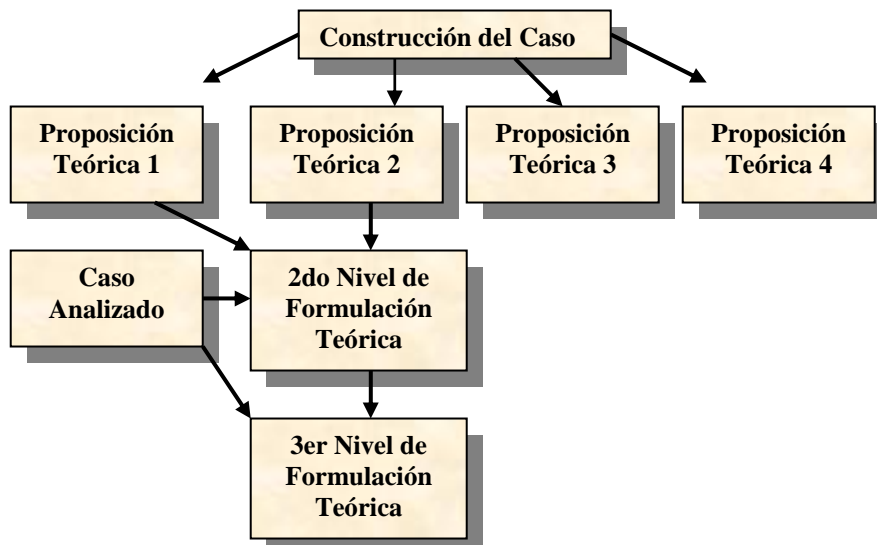 Construcción del Caso
Proposición
Teórica 1
Proposición
Teórica 2
Proposición
Teórica 3
Proposición
Teórica 4
Caso
Analizado
2do Nivel de
Formulación
Teórica
3er Nivel de
Formulación
Teórica